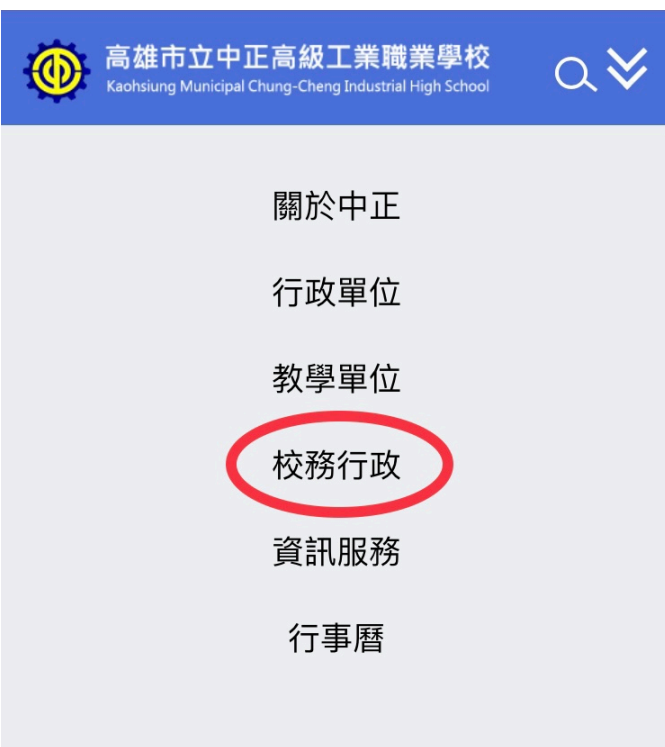 高雄市立中正高級工業職業學校
Kaohsiung Municipal Chung-Cheng Industrial High School
關於中正
行政單位
教學單位
校務行政
資訊服務
行事曆